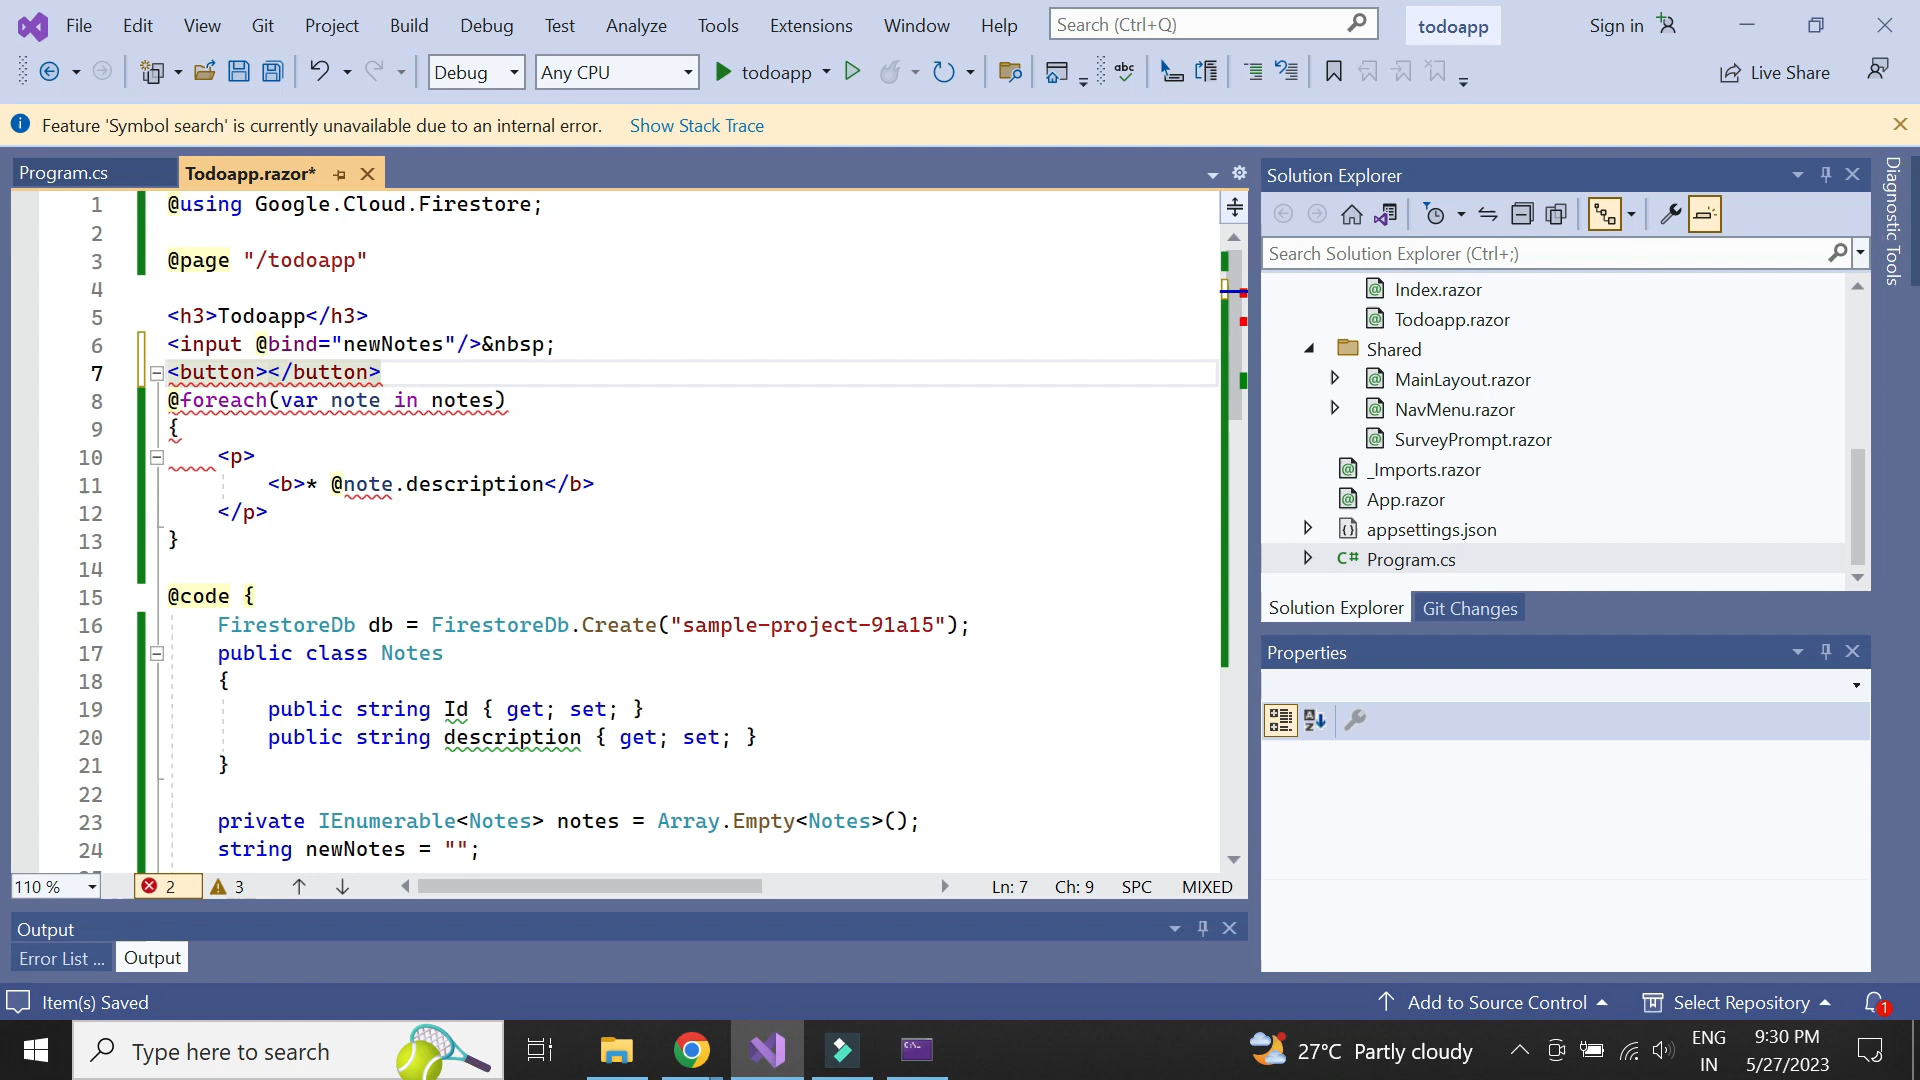 File Edit View Git Project Build Debug Test Analyze Tools Extensions Window Help Search (Ctrl+Q) todoapp Sign in
Debug Any CPU todoapp abc Live Share
Feature 'Symbol search' is currently unavailable due to an internal error. Show Stack Trace
Program.cs Todoapp.razor*
1 @using Google.Cloud.Firestore;
2
3 @page "/todoapp"
4
5 <h3>Todoapp</h3>
6 <input @bind="newNotes"/>&nbsp;
7 <button></button>
8 @foreach(var note in notes)
9 {
10 <p>
11 <b>* @note.description</b>
12 </p>
13 }
14
15 @code {
16 FirestoreDb db = FirestoreDb.Create("sample-project-91a15");
17 public class Notes
18 {
19 public string Id { get; set; }
20 public string description { get; set; }
21 }
22
23 private IEnumerable<Notes> notes = Array.Empty<Notes>();
24 string newNotes = "";
110 % 2 3 Ln: 7 Ch: 9 SPC MIXED
Output
Error List ... Output
Solution Explorer
Search Solution Explorer (Ctrl+;)
Index.razor
Todoapp.razor
Shared
MainLayout.razor
NavMenu.razor
SurveyPrompt.razor
_Imports.razor
App.razor
appsettings.json
C# Program.cs
Solution Explorer Git Changes
Properties
Diagnostic Tools
Item(s) Saved Add to Source Control Select Repository 1
Type here to search 27°C Partly cloudy ENG IN 9:30 PM 5/27/2023